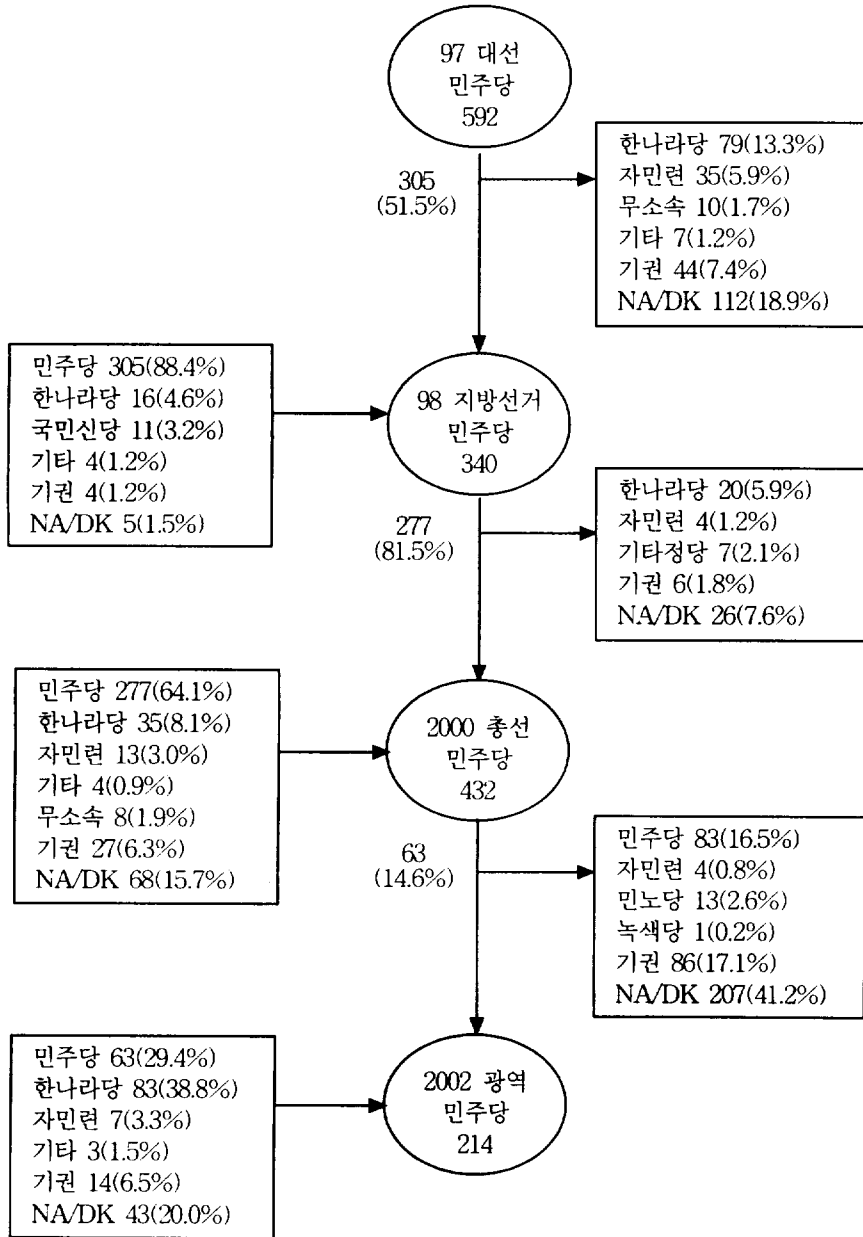 97 대선
민주당
592
305
(51.5%)
한나라당 79(13.3%)
자민련 35(5.9%)
무소속 10(1.7%)
기타 7(1.2%)
기권 44(7.4%)
NA/DK 112(18.9%)
민주당 305(88.4%)
한나라당 16(4.6%)
국민신당 11(3.2%)
기타 4(1.2%)
기권 4(1.2%)
NA/DK 5(1.5%)
98 지방선거
민주당
340
277
(81.5%)
한나라당 20(5.9%)
자민련 4(1.2%)
기타정당 7(2.1%)
기권 6(1.8%)
NA/DK 26(7.6%)
민주당 277(64.1%)
한나라당 35(8.1%)
자민련 13(3.0%)
기타 4(0.9%)
무소속 8(1.9%)
기권 27(6.3%)
NA/DK 68(15.7%)
2000 총선
민주당
432
63
(14.6%)
민주당 83(16.5%)
자민련 4(0.8%)
민노당 13(2.6%)
녹색당 1(0.2%)
기권 86(17.1%)
NA/DK 207(41.2%)
민주당 63(29.4%)
한나라당 83(38.8%)
자민련 7(3.3%)
기타 3(1.5%)
기권 14(6.5%)
NA/DK 43(20.0%)
2002 광역
민주당
214